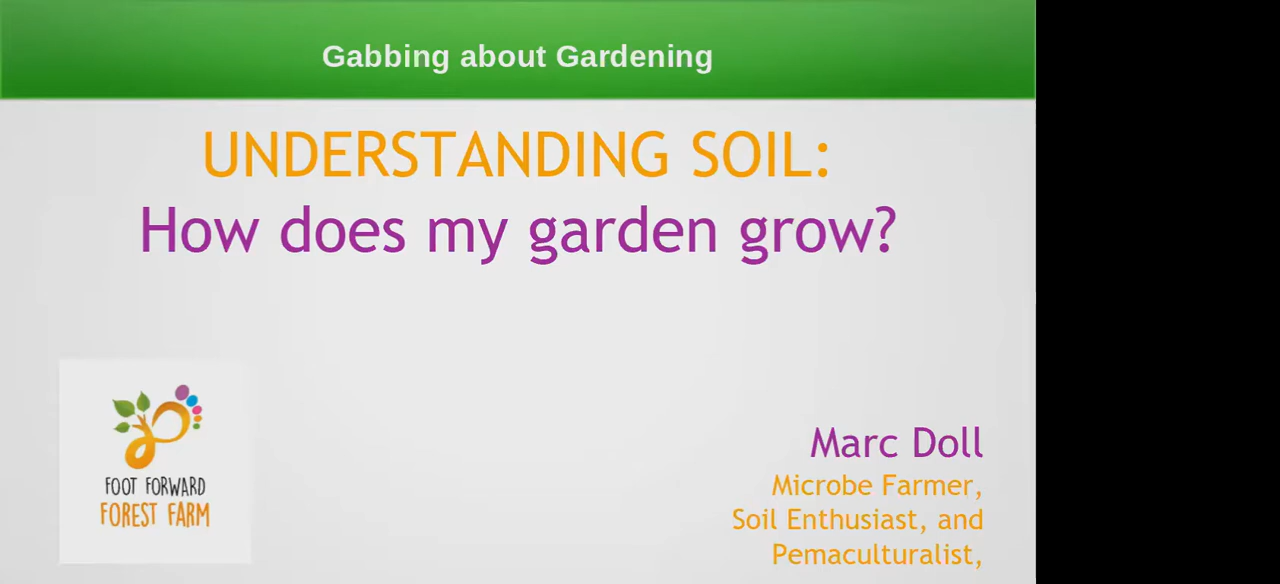 Gabbing about Gardening
UNDERSTANDING SOIL:
How does my garden grow?
Marc Doll
Microbe Farmer,
Soil Enthusiast, and
Pemaculturalist,
FOOT FORWARD
FOREST FARM